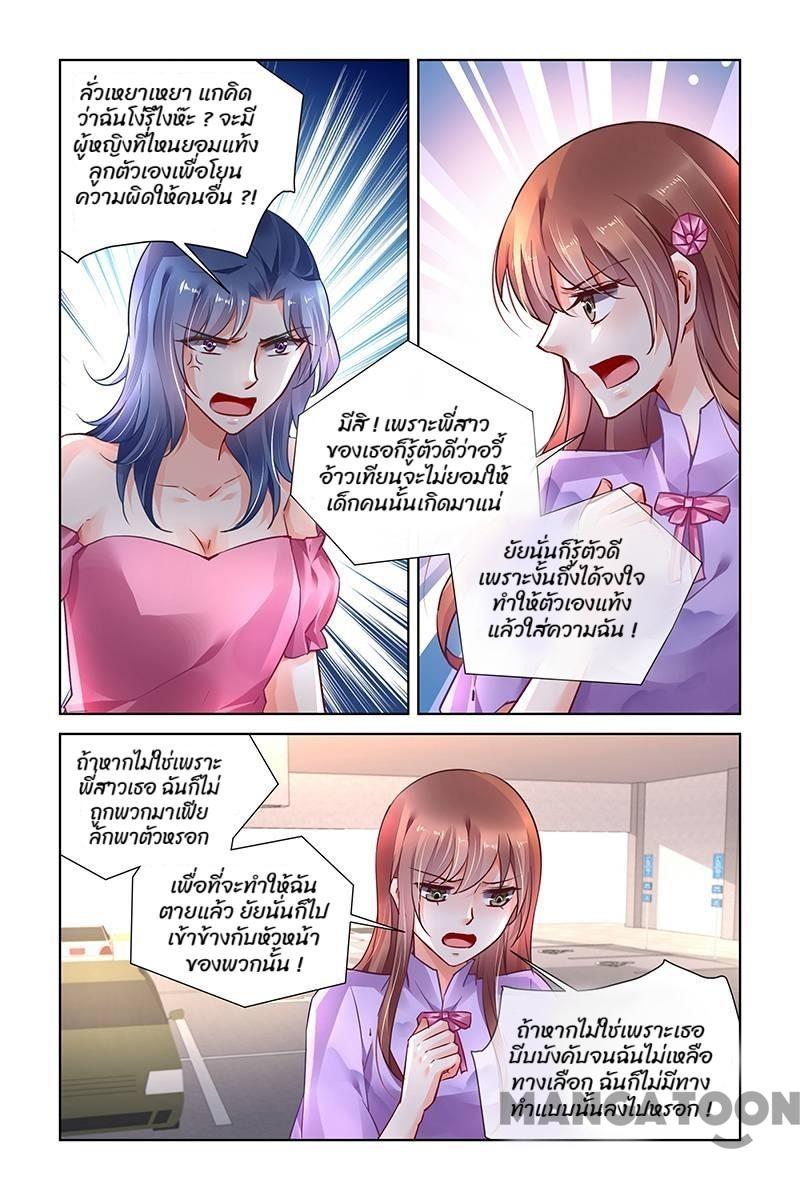 ลั่วเหยาเหยา แกคิด
ว่าฉันโง่รึไงห๊ะ ? จะมี
ผู้หญิงที่ไหนยอมแท้ง
ลูกตัวเองเพื่อโยน
ความผิดให้คนอื่น ?!
มีสิ ! เพราะพี่สาว
ของเธอก็รู้ตัวดีว่าอวี้
อ้าวเทียนจะไม่ยอมให้
เด็กคนนั้นเกิดมาแน่
ยัยนั่นก็รู้ตัวดี
เพราะงั้นถึงได้จงใจ
ทำให้ตัวเองแท้ง
แล้วใส่ความฉัน !
ถ้าหากไม่ใช่เพราะ
พี่สาวเธอ ฉันก็ไม่
ถูกพวกมาเฟีย
ลักพาตัวหรอก
เพื่อที่จะทำให้ฉัน
ตายแล้ว ยัยนั่นก็ไป
เข้าข้างกับหัวหน้า
ของพวกนั้น !
ถ้าหากไม่ใช่เพราะเธอ
บีบบังคับจนฉันไม่เหลือ
ทางเลือก ฉันก็ไม่มีทาง
ทำแบบนั้นลงไปหรอก !
MANGATOON